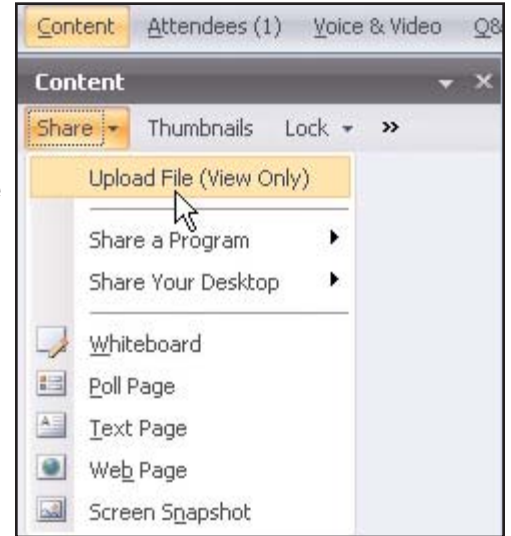 Content Attendees (1) Voice & Video Q&
Content
Share Thumbnails Lock »
Upload File (View Only)
Share a Program
Share Your Desktop
Whiteboard
Poll Page
Text Page
Web Page
Screen Snapshot